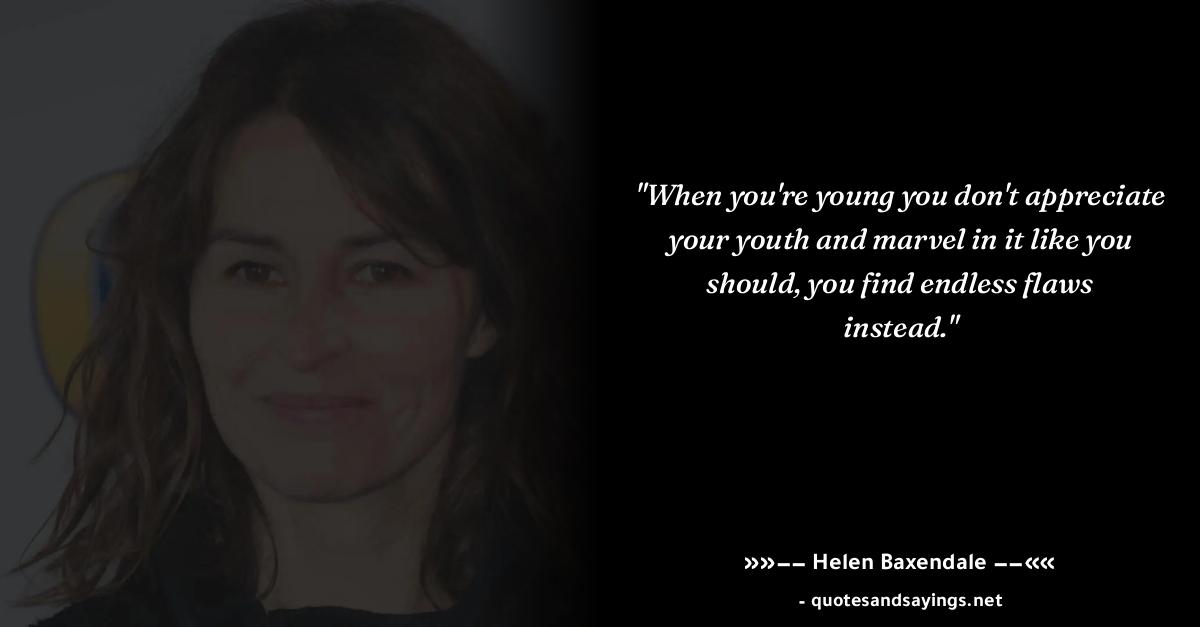 "When you're young you don't appreciate
your youth and marvel in it like you
should, you find endless flaws
instead."
»»−− Helen Baxendale −−««
- quotesandsayings.net